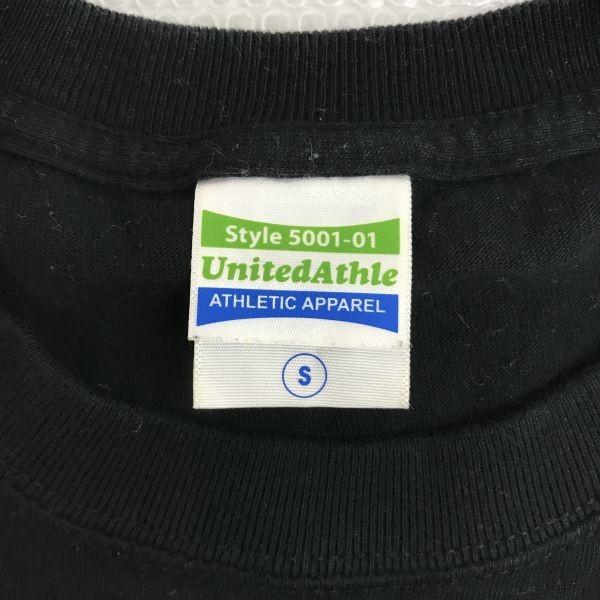 Style 5001-01
UnitedAthle
ATHLETIC APPAREL
S